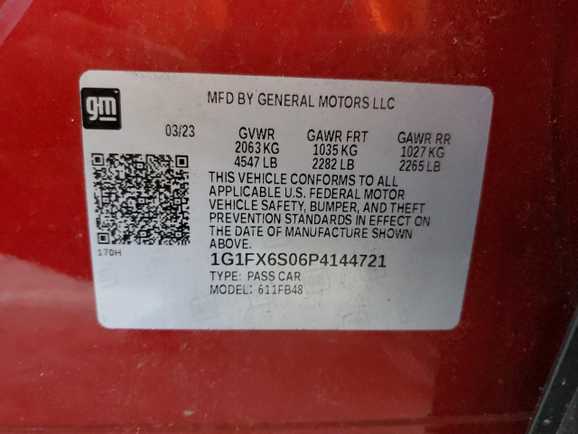 gm
MFD BY GENERAL MOTORS LLC
03/23 GVWR GAWR FRT GAWR RR
2063 KG 1035 KG 1027 KG
4547 LB 2282 LB 2265 LB
THIS VEHICLE CONFORMS TO ALL
APPLICABLE U.S. FEDERAL MOTOR
VEHICLE SAFETY, BUMPER, AND THEFT
PREVENTION STANDARDS IN EFFECT ON
THE DATE OF MANUFACTURE SHOWN
ABOVE.
170H
1G1FX6S06P4144721
TYPE: PASS CAR
MODEL: 611FB48